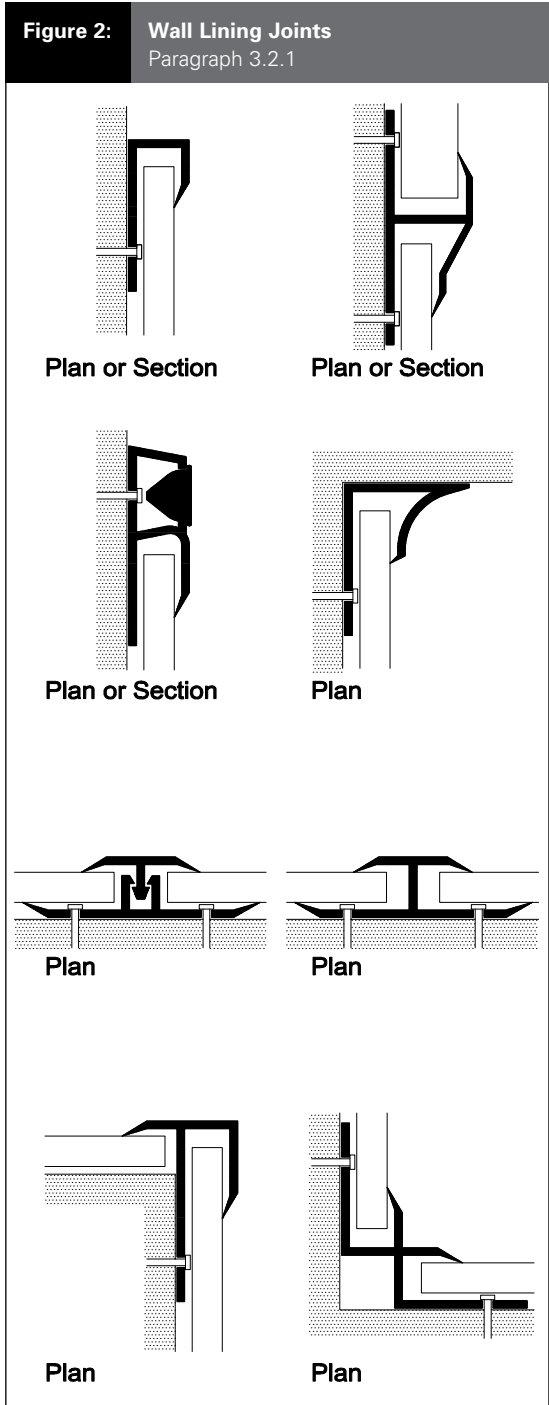 Figure 2:
Wall Lining Joints
Paragraph 3.2.1
Plan or Section
Plan or Section
Plan or Section
Plan
Plan
Plan
Plan
Plan